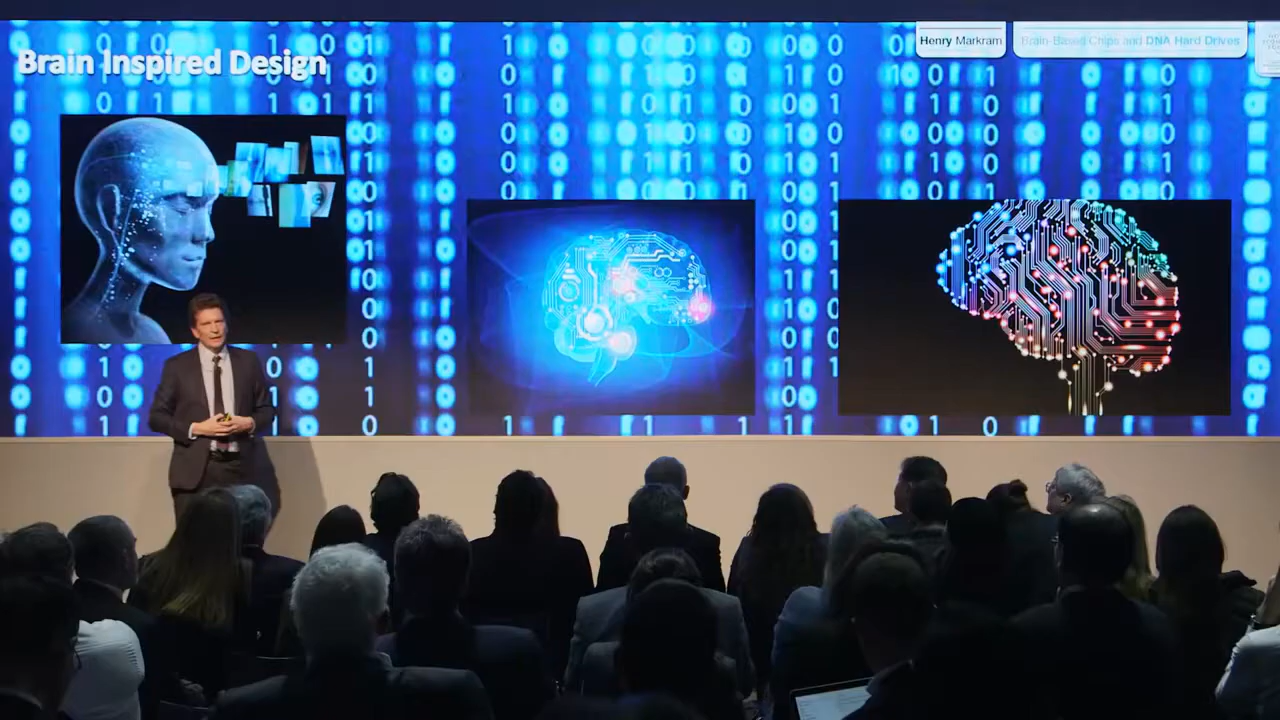 Brain Inspired Design
Henry Markram
Brain-Based Chips and DNA Hard Drives